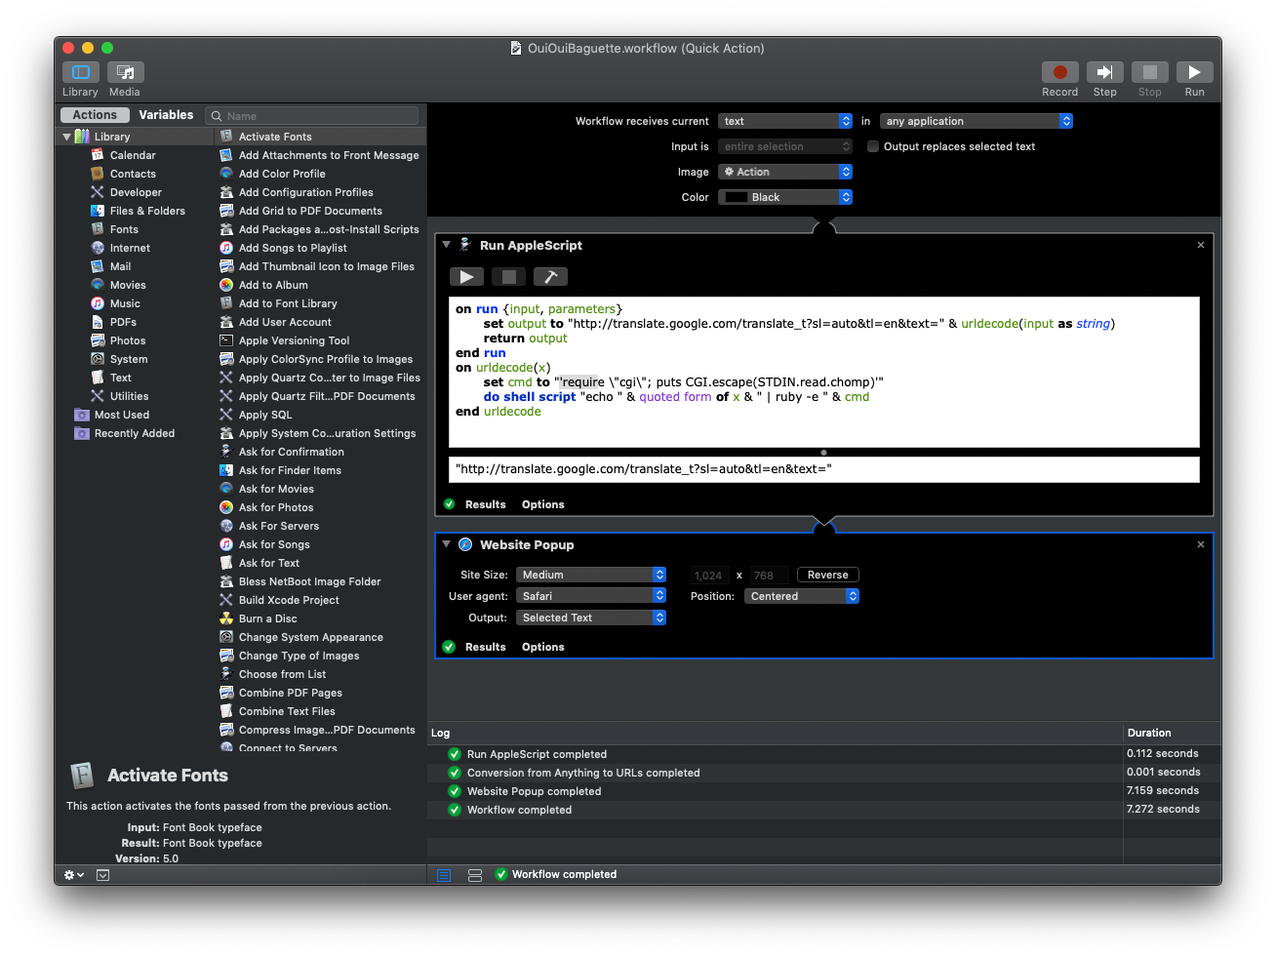 OuiOuiBaguette.workflow (Quick Action)
Library
Media
Record
Step
Stop
Run
Actions
Variables
Name
Library
Calendar
Contacts
Developer
Files & Folders
Fonts
Internet
Mail
Movies
Music
PDFs
Photos
System
Text
Utilities
Most Used
Recently Added
Activate Fonts
Add Attachments to Front Message
Add Color Profile
Add Configuration Profiles
Add Grid to PDF Documents
Add Packages a...ost-Install Scripts
Add Songs to Playlist
Add Thumbnail Icon to Image Files
Add to Album
Add to Font Library
Add User Account
Apple Versioning Tool
Apply ColorSync Profile to Images
Apply Quartz Co...ter to Image Files
Apply Quartz Filt...PDF Documents
Apply SQL
Apply System Co...uration Settings
Ask for Confirmation
Ask for Finder Items
Ask for Movies
Ask for Photos
Ask For Servers
Ask for Songs
Ask for Text
Bless NetBoot Image Folder
Build Xcode Project
Burn a Disc
Change System Appearance
Change Type of Images
Choose from List
Combine PDF Pages
Combine Text Files
Compress Image...PDF Documents
Connect to Servers
Activate Fonts
This action activates the fonts passed from the previous action.
Input: Font Book typeface
Result: Font Book typeface
Version: 5.0
Workflow receives current text in any application
Input is entire selection Output replaces selected text
Image Action
Color Black
Run AppleScript
on run {input, parameters}
set output to "http://translate.google.com/translate_t?sl=auto&tl=en&text=" & urldecode(input as string)
return output
end run
on urldecode(x)
set cmd to "'require \"cgi\"; puts CGI.escape(STDIN.read.chomp)'"
do shell script "echo " & quoted form of x & " | ruby -e " & cmd
end urldecode
"http://translate.google.com/translate_t?sl=auto&tl=en&text="
Results Options
Website Popup
Site Size: Medium 1,024 x 768 Reverse
User agent: Safari Position: Centered
Output: Selected Text
Results Options
Log Duration
Run AppleScript completed 0.112 seconds
Conversion from Anything to URLs completed 0.001 seconds
Website Popup completed 7.159 seconds
Workflow completed 7.272 seconds
Workflow completed